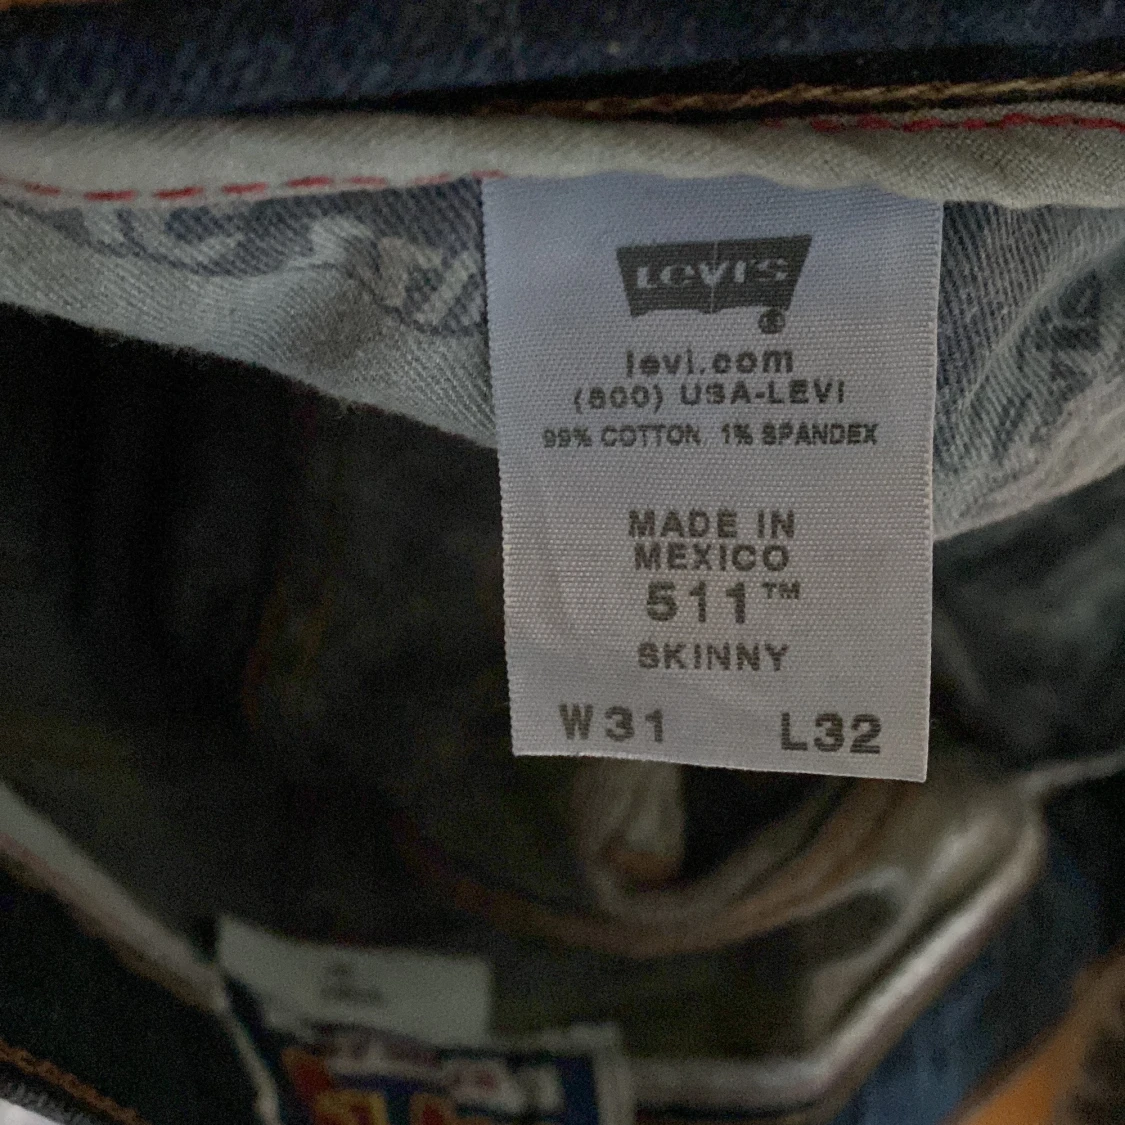 LEVI'S
®
levi.com
(800) USA-LEVI
99% COTTON 1% SPANDEX
MADE IN
MEXICO
511™
SKINNY
W31 L32